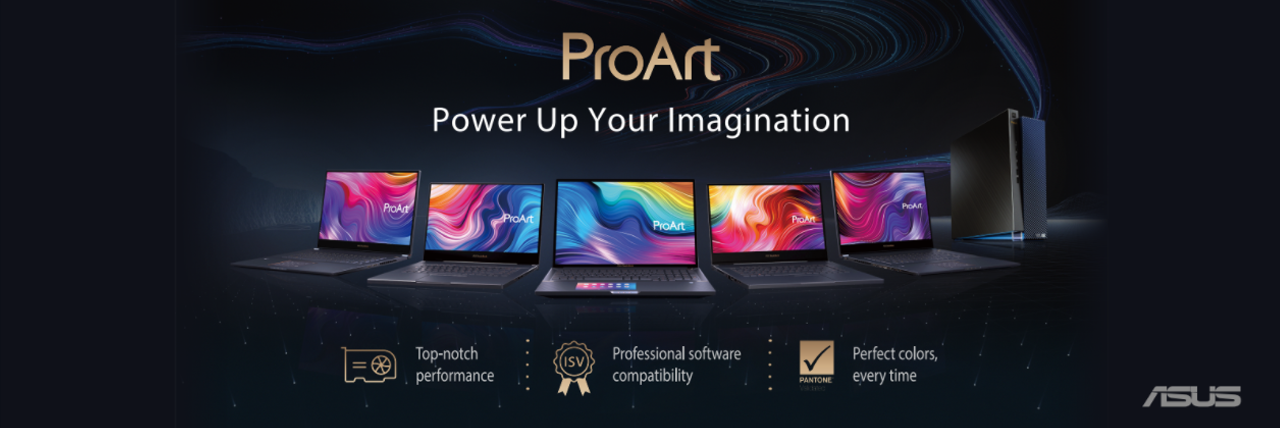 ProArt
Power Up Your Imagination
ProArt
ProArt
ProArt
ProArt
ProArt
Top-notch
performance
ISV
Professional software
compatibility
PANTONE
Perfect colors,
every time
ASUS